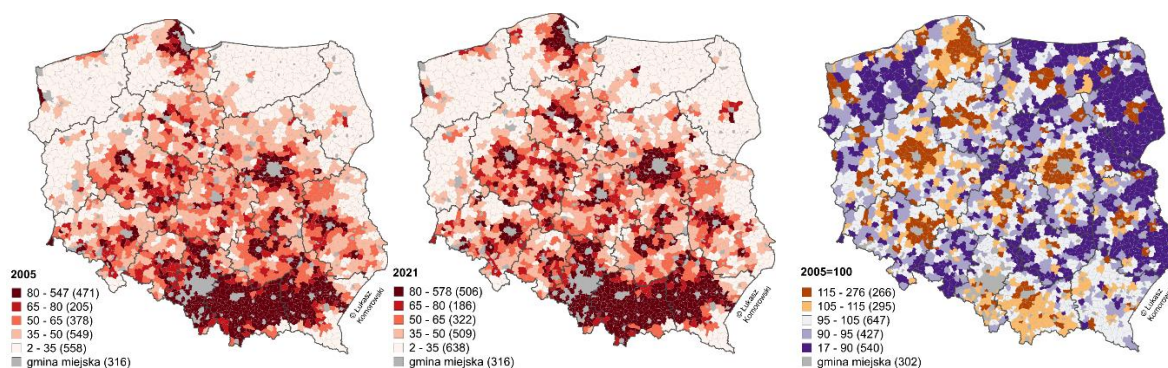 2005
80 - 547 (471)
65 - 80 (205)
50 - 65 (378)
35 - 50 (549)
2 - 35 (558)
gmina miejska (316)
© Łukasz
Komorowski
2021
80 - 578 (506)
65 - 80 (186)
50 - 65 (322)
35 - 50 (509)
2 - 35 (638)
gmina miejska (316)
© Łukasz
Komorowski
2005=100
115 - 276 (266)
105 - 115 (295)
95 - 105 (647)
90 - 95 (427)
17 - 90 (540)
gmina miejska (302)
© Łukasz
Komorowski